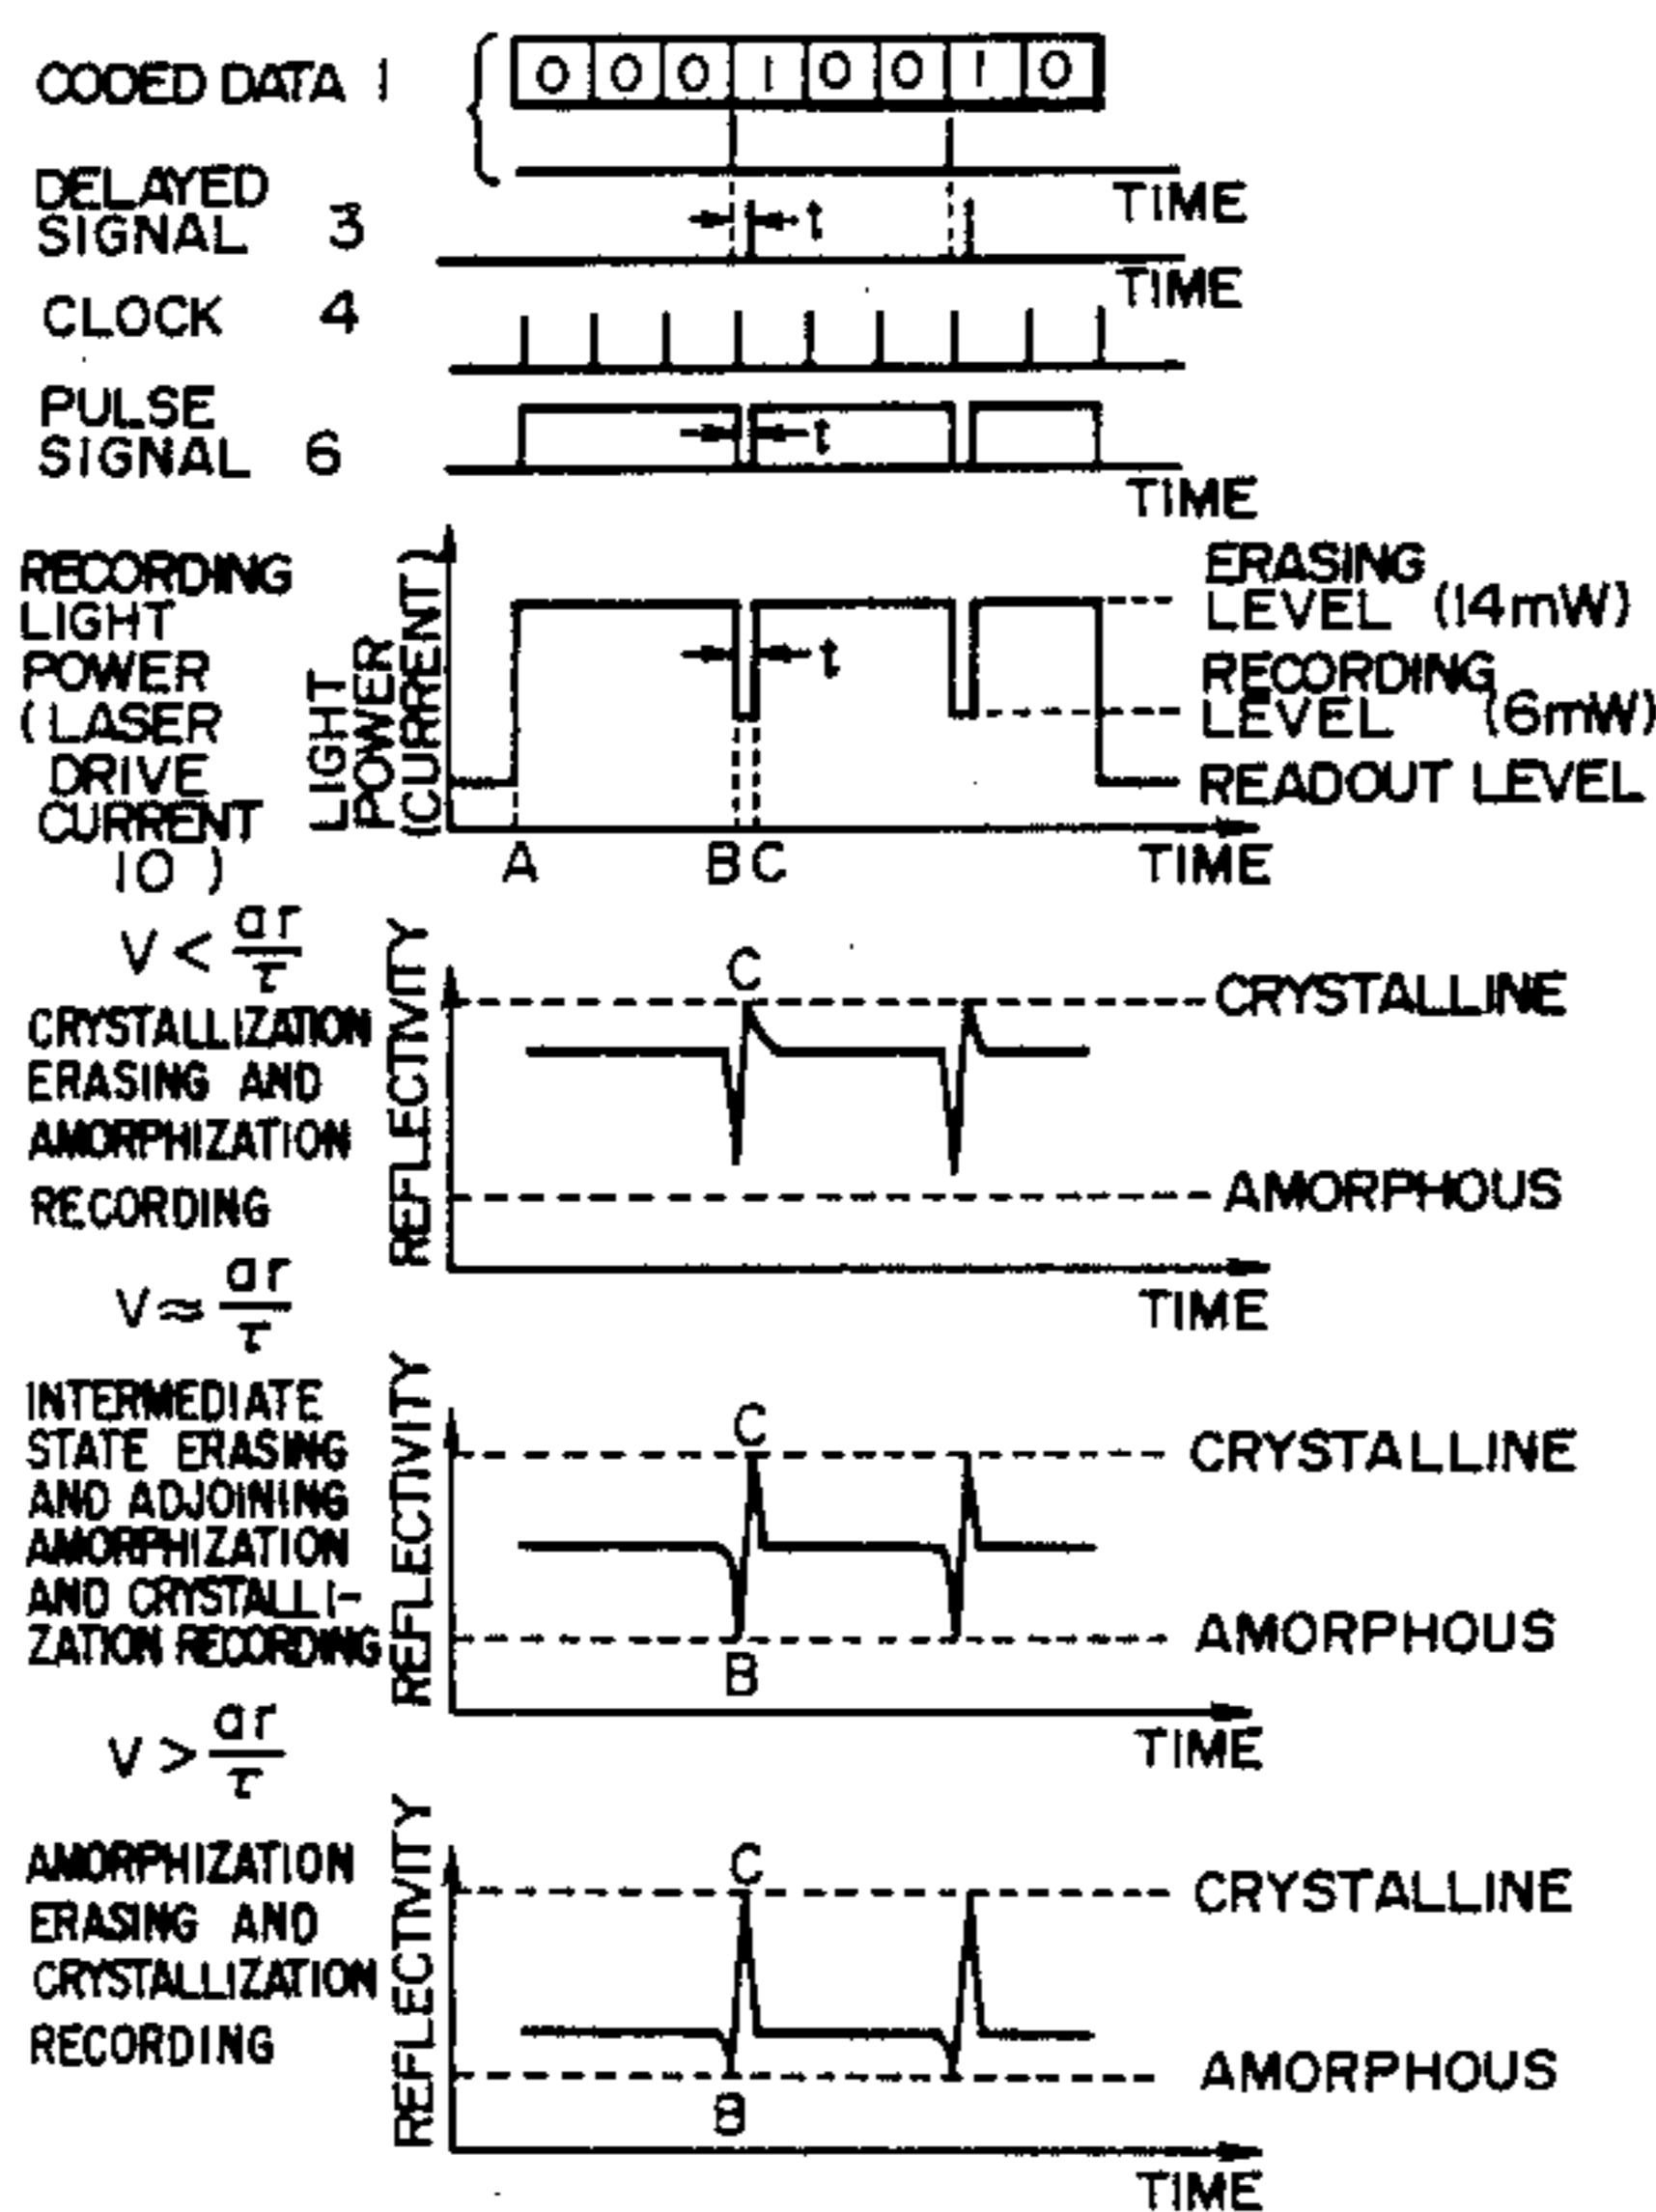 CODED DATA 1
0 0 0 1 0 0 1 0
TIME
DELAYED
SIGNAL 3
t
TIME
CLOCK 4
PULSE
SIGNAL 6
t
TIME
RECORDING
LIGHT
POWER
(LASER
DRIVE
CURRENT
10 )
LIGHT
POWER
(CURRENT)
t
ERASING
LEVEL (14mW)
RECORDING
LEVEL (6mW)
READOUT LEVEL
A B C
TIME
V < ar
τ
CRYSTALLIZATION
ERASING AND
AMORPHIZATION
RECORDING
REFLECTIVITY
C
CRYSTALLINE
AMORPHOUS
TIME
V ≈ ar
τ
INTERMEDIATE
STATE ERASING
AND ADJOINING
AMORPHIZATION
AND CRYSTALLI-
ZATION RECORDING
REFLECTIVITY
C
CRYSTALLINE
AMORPHOUS
B
TIME
V > ar
τ
AMORPHIZATION
ERASING AND
CRYSTALLIZATION
RECORDING
REFLECTIVITY
C
CRYSTALLINE
AMORPHOUS
B
TIME